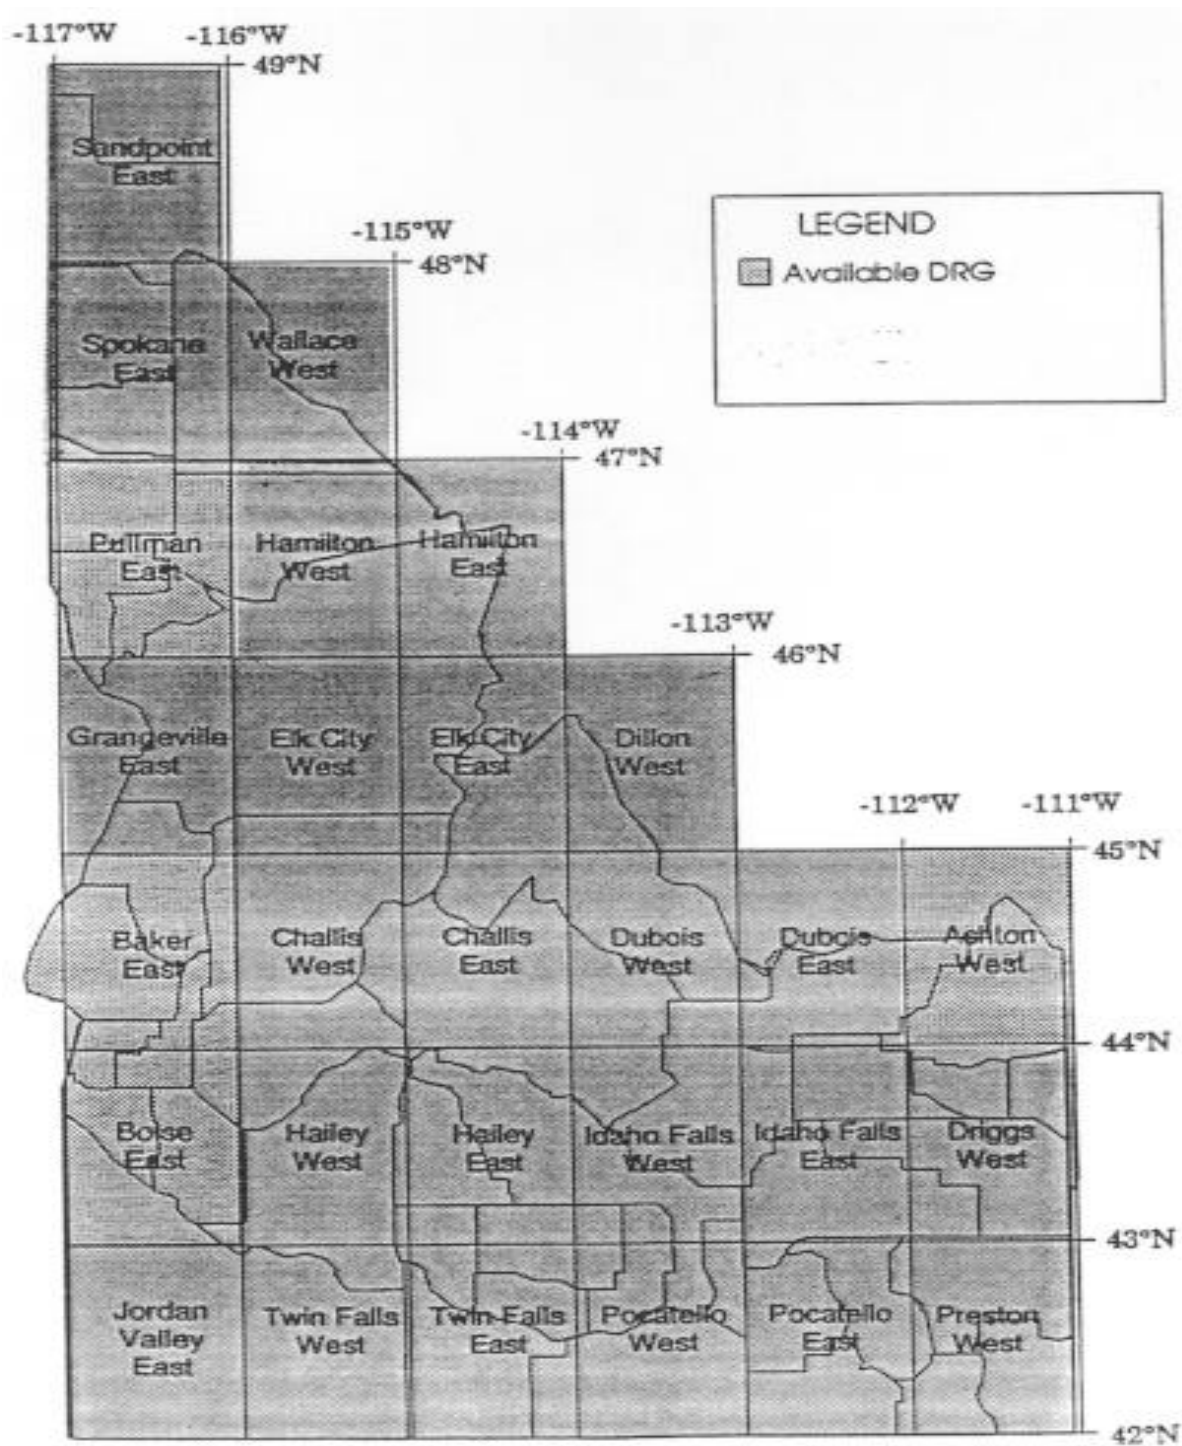 -117°W
-116°W
49°N
Sandpoint
East
LEGEND
Available DRG
-115°W
48°N
Spokane
East
Wallace
West
-114°W
47°N
Pullman
East
Hamilton
West
Hamilton
East
-113°W
46°N
Grangeville
East
Elk City
West
Elk City
East
Dillon
West
-112°W
-111°W
45°N
Baker
East
Challis
West
Challis
East
Dubois
West
Dubois
East
Ashton
West
44°N
Boise
East
Hailey
West
Hailey
East
Idaho Falls
West
Idaho Falls
East
Driggs
West
43°N
Jordan
Valley
East
Twin Falls
West
Twin Falls
East
Pocatello
West
Pocatello
East
Preston
West
42°N